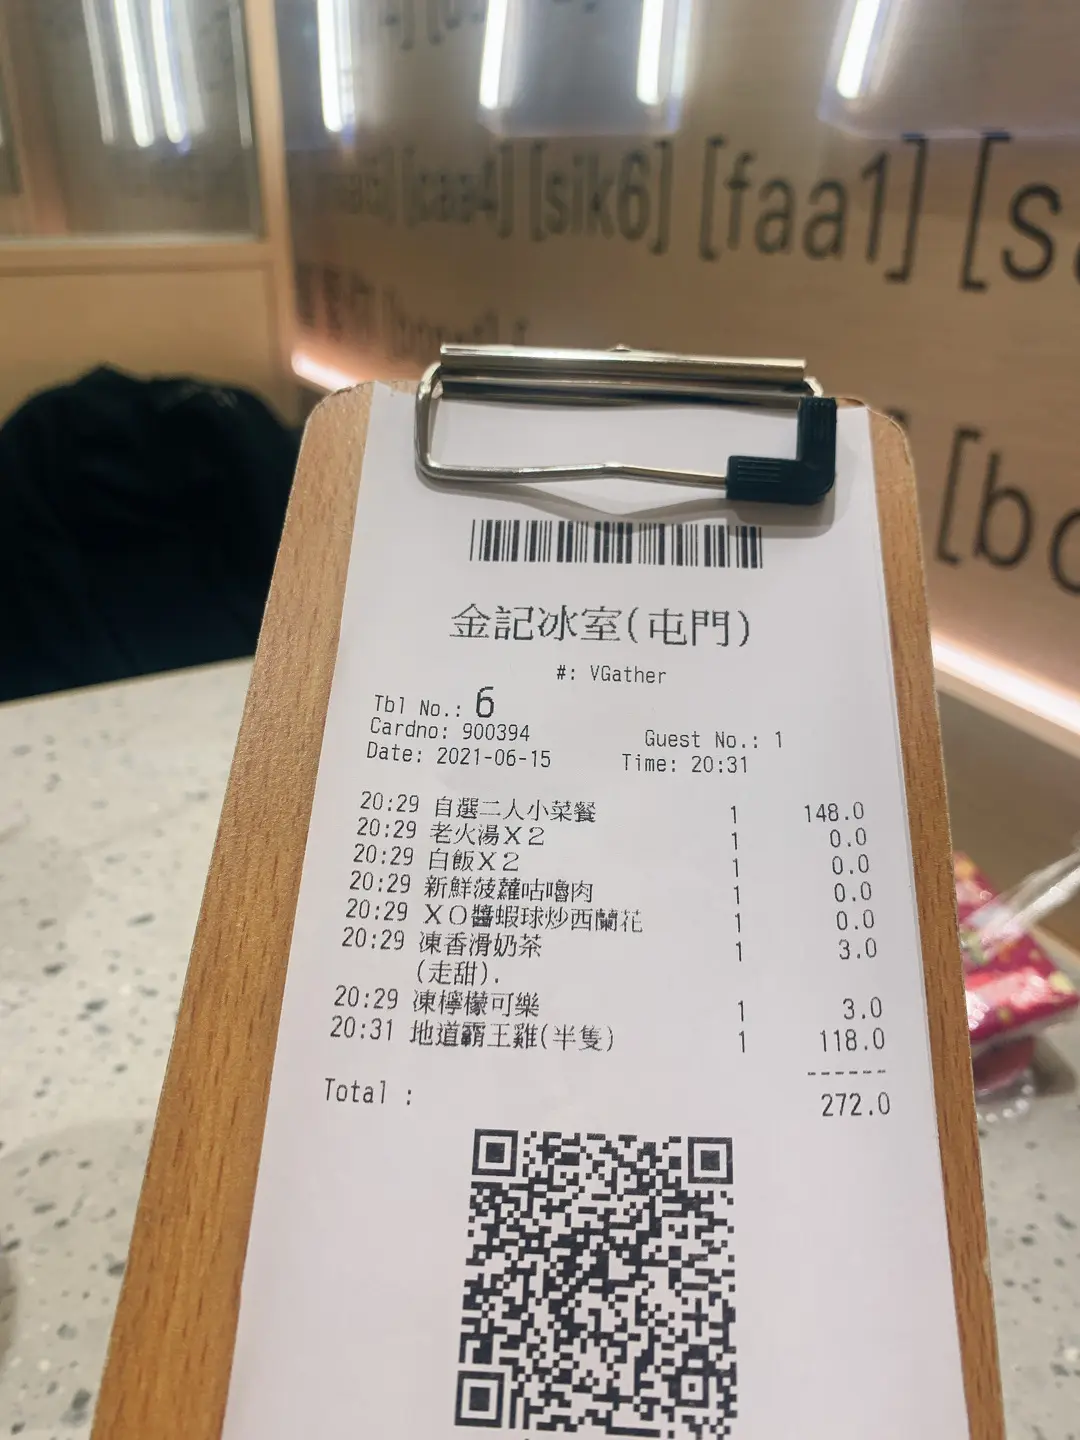 [saa4] [sik6] [faa1] [s
[bo
金記冰室(屯門)
#: VGather
Tbl No.: 6
Cardno: 900394 Guest No.: 1
Date: 2021-06-15 Time: 20:31
20:29 自選二人小菜餐 1 148.0
20:29 老火湯X2 1 0.0
20:29 白飯X2 1 0.0
20:29 新鮮菠蘿咕嚕肉 1 0.0
20:29 XO醬蝦球炒西蘭花 1 0.0
20:29 凍香滑奶茶 1 3.0
(走甜).
20:29 凍檸檬可樂 1 3.0
20:31 地道霸王雞(半隻) 1 118.0
------
Total : 272.0